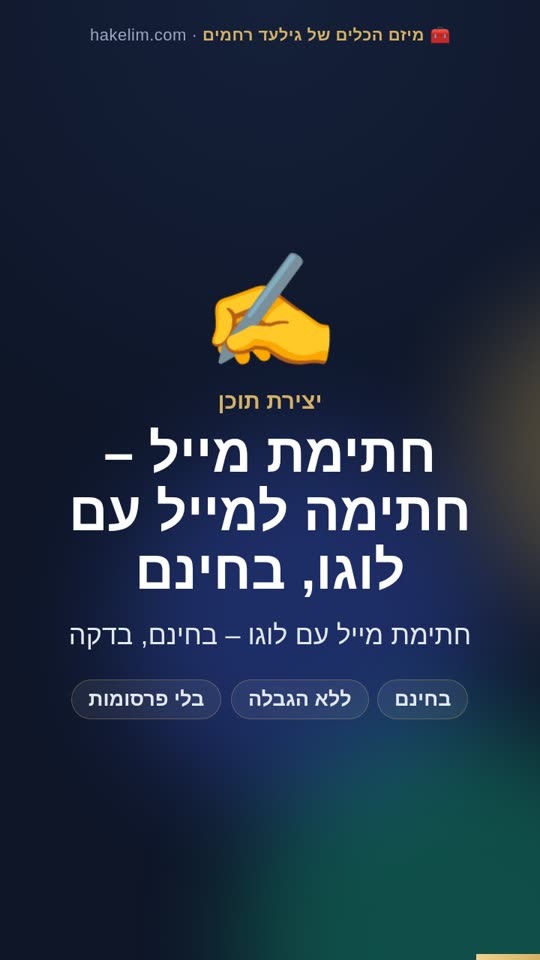 🧰 מיזם הכלים של גילעד רחמים · hakelim.com
יצירת תוכן
חתימת מייל –
חתימה למייל עם
לוגו, בחינם
חתימת מייל עם לוגו – בחינם, בדקה
בחינם
ללא הגבלה
בלי פרסומות